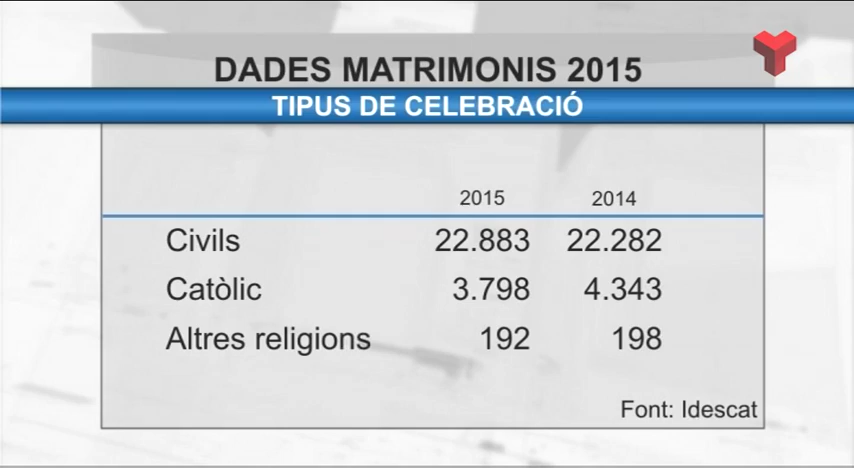 DADES MATRIMONIS 2015
TIPUS DE CELEBRACIÓ
2015 2014
Civils 22.883 22.282
Catòlic 3.798 4.343
Altres religions 192 198
Font: Idescat